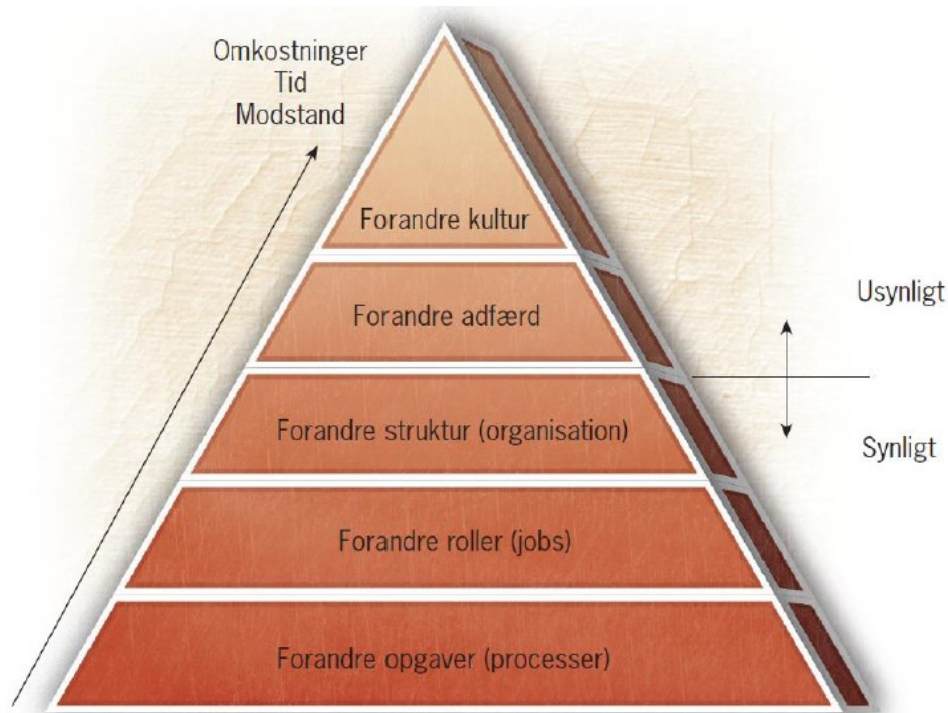 Omkostninger
Tid
Modstand
Forandre kultur
Usynligt
Forandre adfærd
Forandre struktur (organisation)
Synligt
Forandre roller (jobs)
Forandre opgaver (processer)